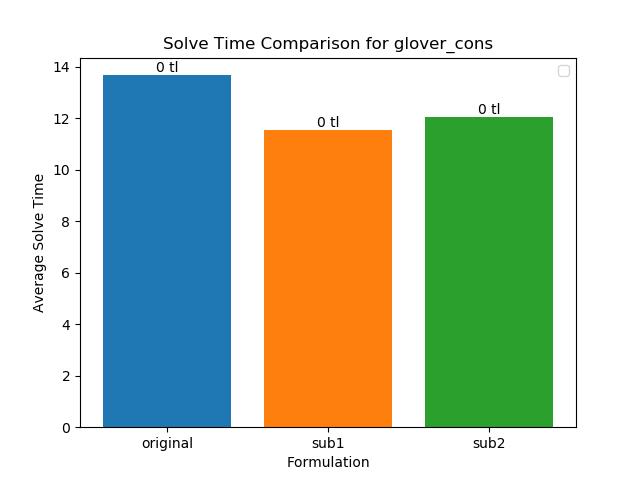 Solve Time Comparison for glover_cons
14
12
10
8
6
4
2
0
Average Solve Time
0 tl
0 tl
0 tl
original
sub1
sub2
Formulation